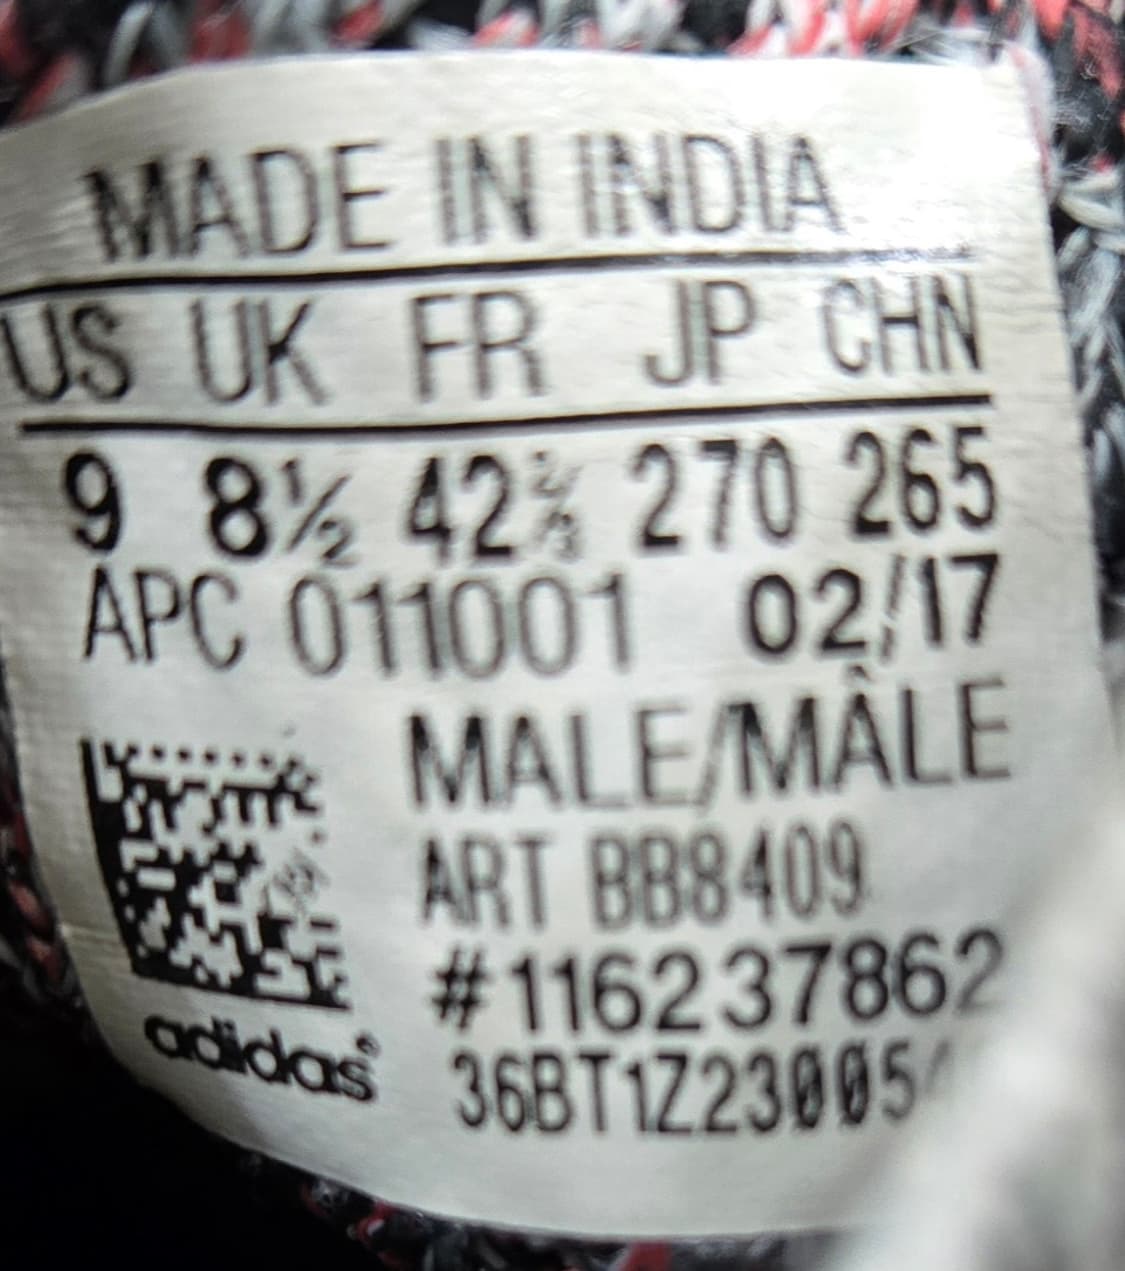 MADE IN INDIA
US UK FR JP CHN
9 8½ 42⅔ 270 265
APC 011001 02/17
MALE/MÂLE
ART BB8409
#116237862
adidas®